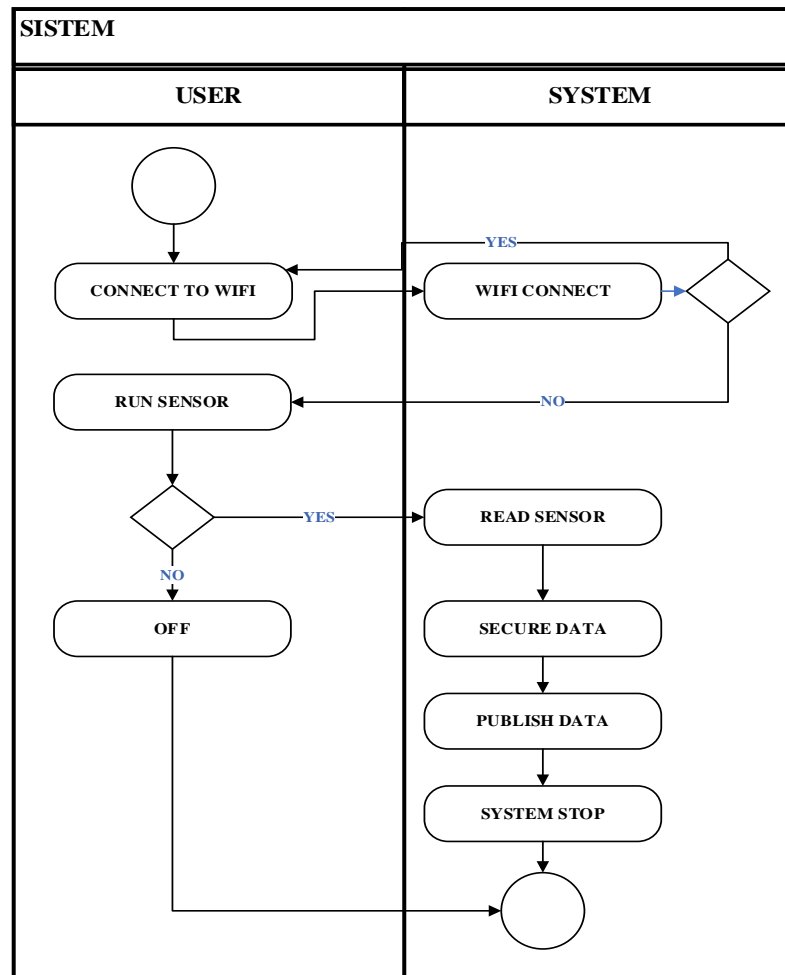 SISTEM
USER
SYSTEM
YES
CONNECT TO WIFI
WIFI CONNECT
RUN SENSOR
NO
YES
READ SENSOR
NO
OFF
SECURE DATA
PUBLISH DATA
SYSTEM STOP